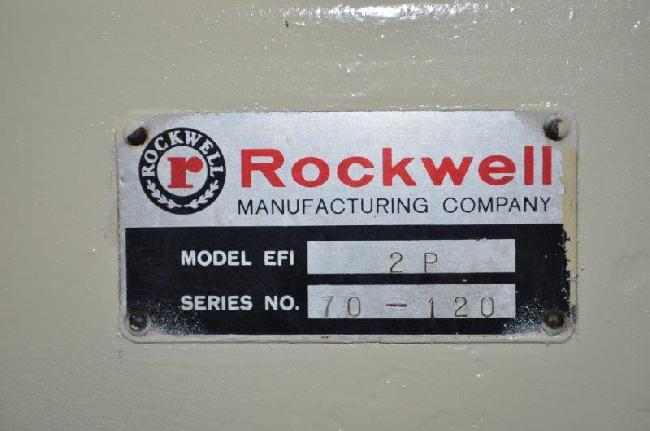 ROCKWELL
r
Rockwell
MANUFACTURING COMPANY
MODEL EFI 2 P
SERIES NO. 70 - 120